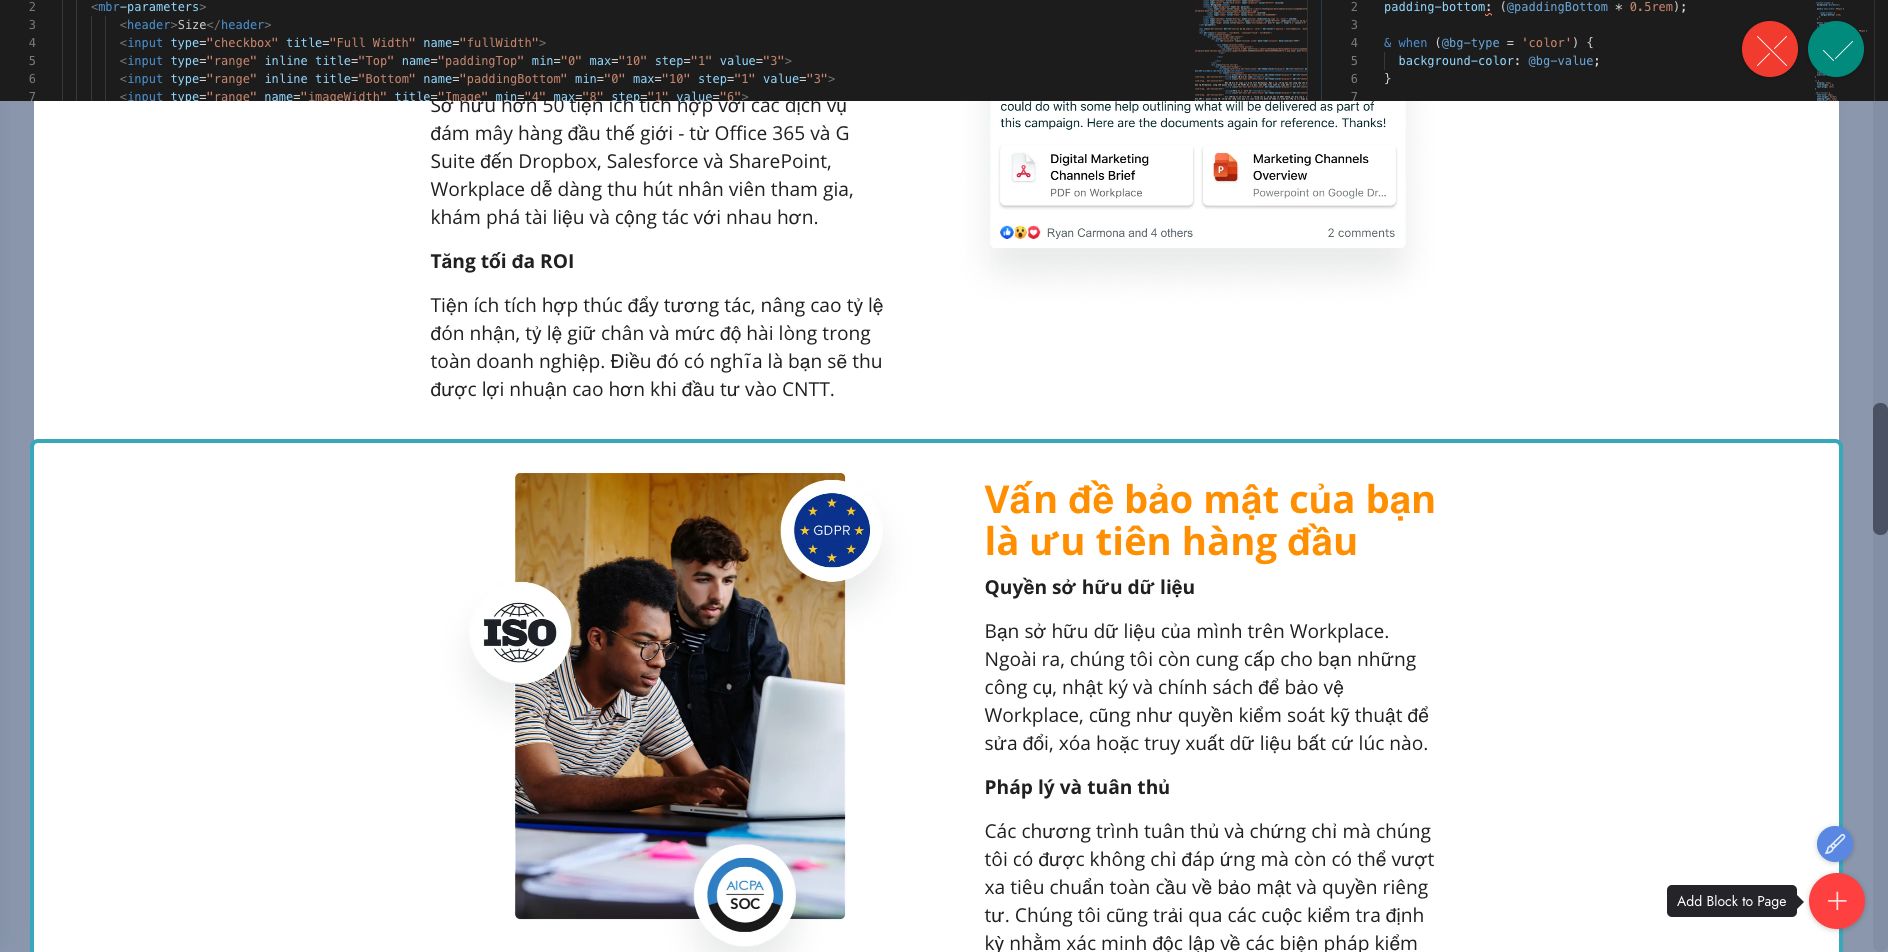 2
<mbr-parameters>
3
<header>Size</header>
4
<input type="checkbox" title="Full Width" name="fullWidth">
5
<input type="range" inline title="Top" name="paddingTop" min="0" max="10" step="1" value="3">
6
<input type="range" inline title="Bottom" name="paddingBottom" min="0" max="10" step="1" value="3">
7
<input type="range" name="imageWidth" title="Image" min="4" max="8" step="1" value="6">
2
padding-bottom: (@paddingBottom * 0.5rem);
3
4
& when (@bg-type = 'color') {
5
background-color: @bg-value;
6
}
7
Sở hữu hơn 50 tiện ích tích hợp với các dịch vụ
đám mây hàng đầu thế giới - từ Office 365 và G
Suite đến Dropbox, Salesforce và SharePoint,
Workplace dễ dàng thu hút nhân viên tham gia,
khám phá tài liệu và cộng tác với nhau hơn.
Tăng tối đa ROI
Tiện ích tích hợp thúc đẩy tương tác, nâng cao tỷ lệ
đón nhận, tỷ lệ giữ chân và mức độ hài lòng trong
toàn doanh nghiệp. Điều đó có nghĩa là bạn sẽ thu
được lợi nhuận cao hơn khi đầu tư vào CNTT.
could do with some help outlining what will be delivered as part of
this campaign. Here are the documents again for reference. Thanks!
Digital Marketing
Channels Brief
PDF on Workplace
P
Marketing Channels
Overview
Powerpoint on Google Dr...
Ryan Carmona and 4 others
2 comments
GDPR
ISO
AICPA
SOC
Vấn đề bảo mật của bạn
là ưu tiên hàng đầu
Quyền sở hữu dữ liệu
Bạn sở hữu dữ liệu của mình trên Workplace.
Ngoài ra, chúng tôi còn cung cấp cho bạn những
công cụ, nhật ký và chính sách để bảo vệ
Workplace, cũng như quyền kiểm soát kỹ thuật để
sửa đổi, xóa hoặc truy xuất dữ liệu bất cứ lúc nào.
Pháp lý và tuân thủ
Các chương trình tuân thủ và chứng chỉ mà chúng
tôi có được không chỉ đáp ứng mà còn có thể vượt
xa tiêu chuẩn toàn cầu về bảo mật và quyền riêng
tư. Chúng tôi cũng trải qua các cuộc kiểm tra định
kỳ nhằm xác minh độc lập về các biện pháp kiểm
Add Block to Page